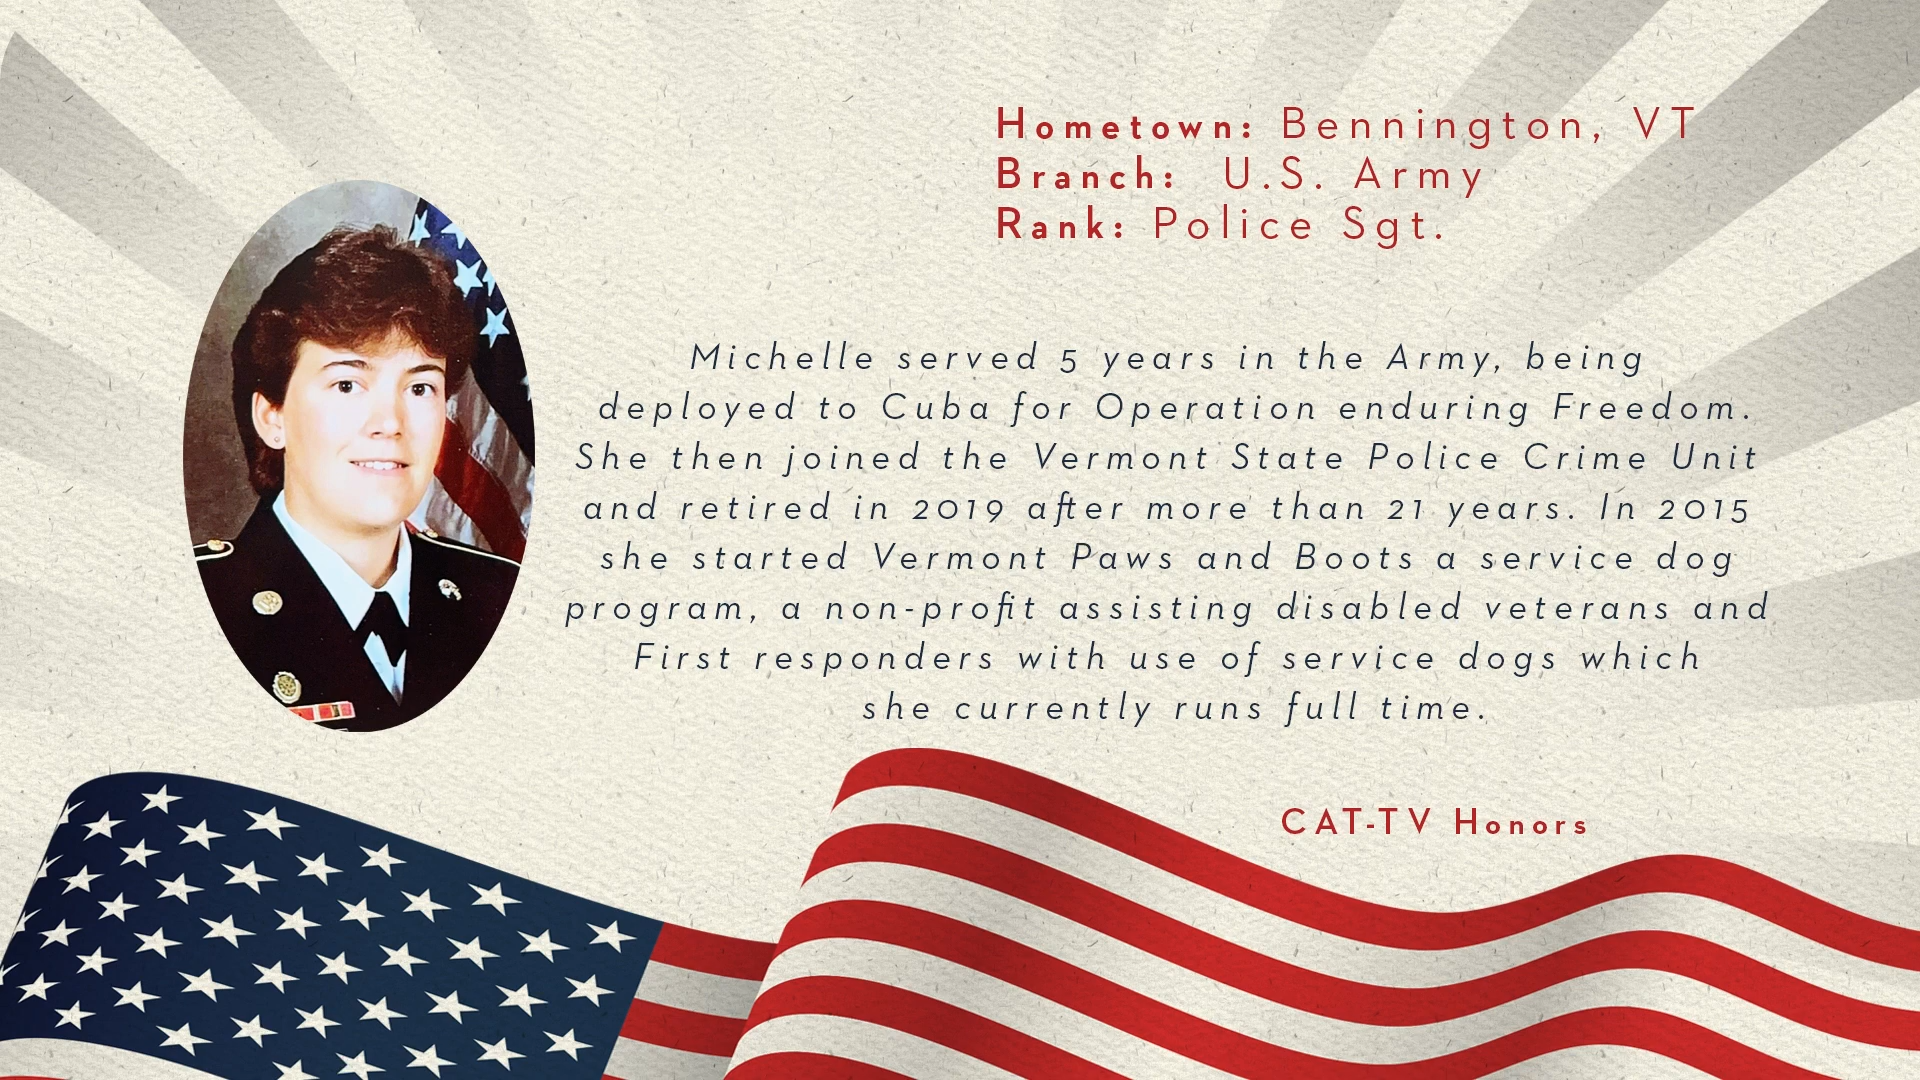 Hometown: Bennington, VT
Branch: U.S. Army
Rank: Police Sgt.
Michelle served 5 years in the Army, being
deployed to Cuba for Operation enduring Freedom.
She then joined the Vermont State Police Crime Unit
and retired in 2019 after more than 21 years. In 2015
she started Vermont Paws and Boots a service dog
program, a non-profit assisting disabled veterans and
First responders with use of service dogs which
she currently runs full time.
CAT-TV Honors